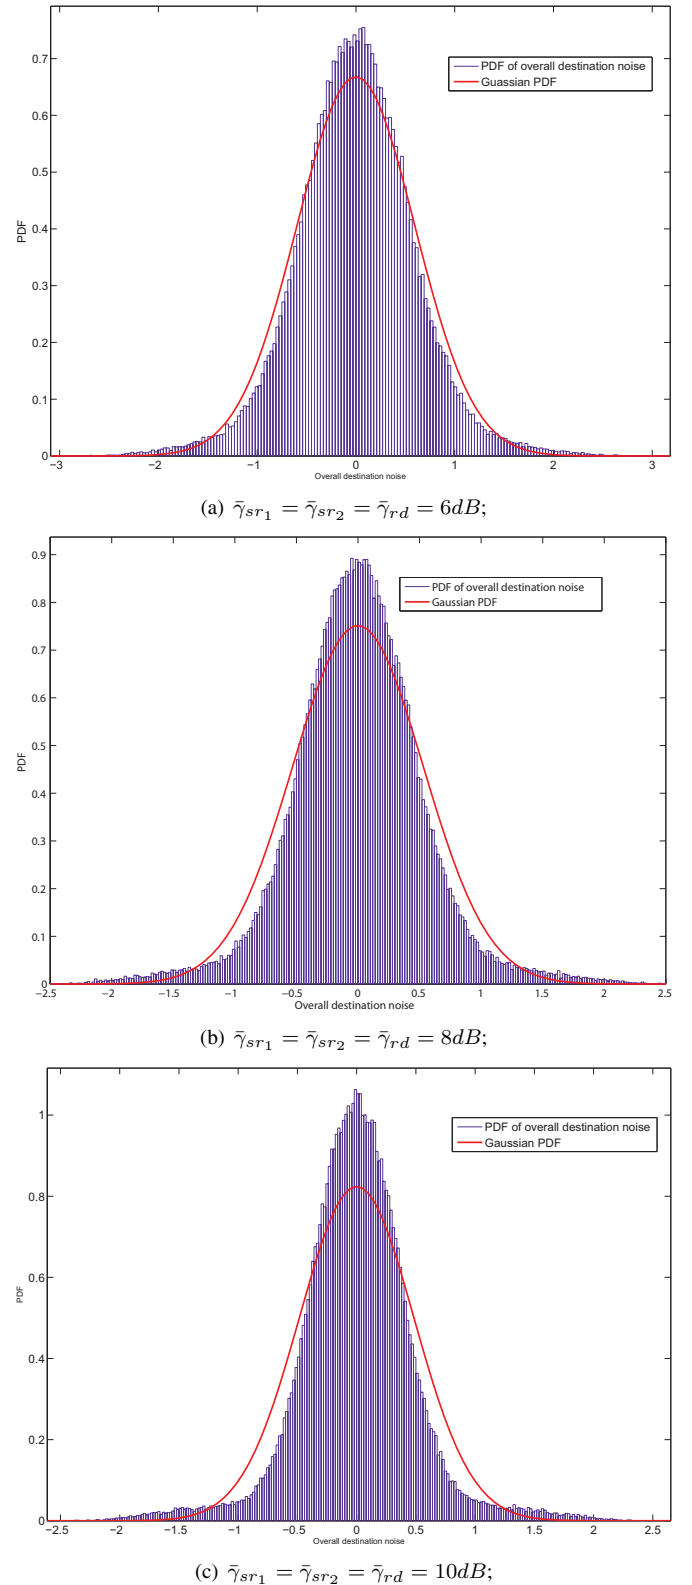 0.7
0.6
0.5
0.4
0.3
0.2
0.1
0
PDF
PDF of overall destination noise
Guassian PDF
−3 −2 −1 0 1 2 3
Overall destination noise
(a) γ̄sr₁ = γ̄sr₂ = γ̄rd = 6dB;
0.9
0.8
0.7
0.6
0.5
0.4
0.3
0.2
0.1
0
PDF
PDF of overall destination noise
Gaussian PDF
−2.5 −2 −1.5 −1 −0.5 0 0.5 1 1.5 2 2.5
Overall destination noise
(b) γ̄sr₁ = γ̄sr₂ = γ̄rd = 8dB;
1
0.8
0.6
0.4
0.2
0
PDF
PDF of overall destination noise
Gaussian PDF
−2.5 −2 −1.5 −1 −0.5 0 0.5 1 1.5 2 2.5
Overall destination noise
(c) γ̄sr₁ = γ̄sr₂ = γ̄rd = 10dB;